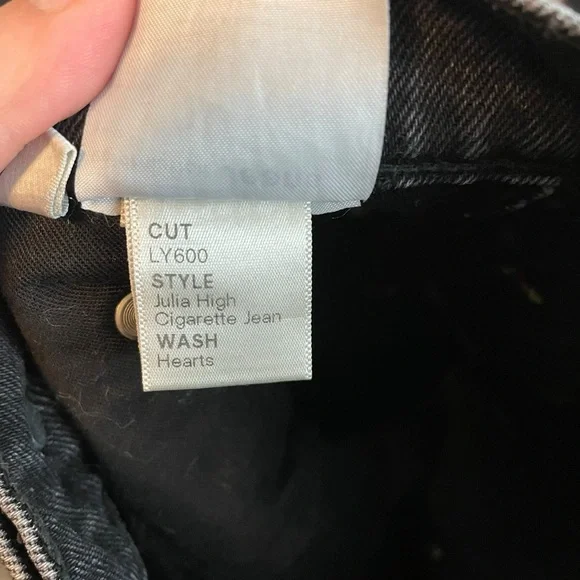 CUT
LY600
STYLE
Julia High
Cigarette Jean
WASH
Hearts